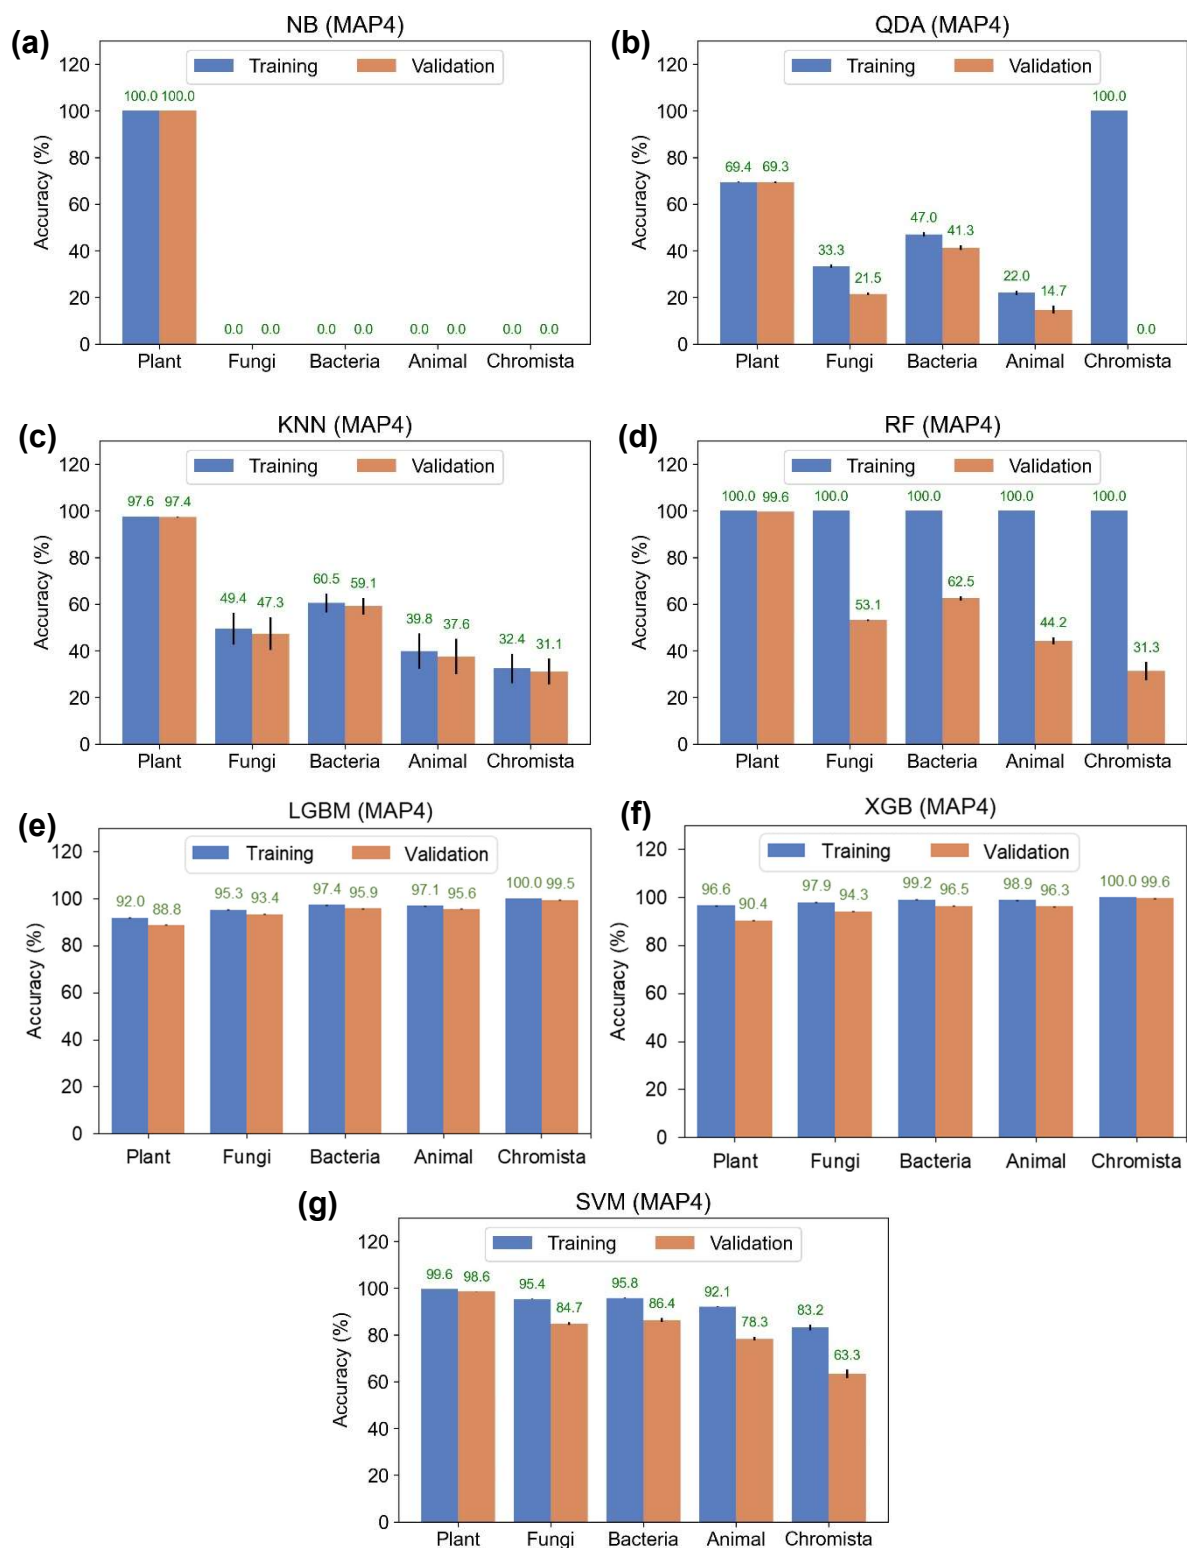 (a)
NB (MAP4)
Training Validation
Accuracy (%)
120
100
80
60
40
20
0
100.0 100.0
0.0 0.0 0.0 0.0 0.0 0.0 0.0 0.0
Plant Fungi Bacteria Animal Chromista
(b)
QDA (MAP4)
Training Validation
Accuracy (%)
120
100
80
60
40
20
0
69.4 69.3 33.3 21.5 47.0 41.3 22.0 14.7 100.0 0.0
Plant Fungi Bacteria Animal Chromista
(c)
KNN (MAP4)
Training Validation
Accuracy (%)
120
100
80
60
40
20
0
97.6 97.4 49.4 47.3 60.5 59.1 39.8 37.6 32.4 31.1
Plant Fungi Bacteria Animal Chromista
(d)
RF (MAP4)
Training Validation
Accuracy (%)
120
100
80
60
40
20
0
100.0 99.6 100.0 53.1 100.0 62.5 100.0 44.2 100.0 31.3
Plant Fungi Bacteria Animal Chromista
(e)
LGBM (MAP4)
Training Validation
Accuracy (%)
120
100
80
60
40
20
0
92.0 88.8 95.3 93.4 97.4 95.9 97.1 95.6 100.0 99.5
Plant Fungi Bacteria Animal Chromista
(f)
XGB (MAP4)
Training Validation
Accuracy (%)
120
100
80
60
40
20
0
96.6 90.4 97.9 94.3 99.2 96.5 98.9 96.3 100.0 99.6
Plant Fungi Bacteria Animal Chromista
(g)
SVM (MAP4)
Training Validation
Accuracy (%)
120
100
80
60
40
20
0
99.6 98.6 95.4 84.7 95.8 86.4 92.1 78.3 83.2 63.3
Plant Fungi Bacteria Animal Chromista